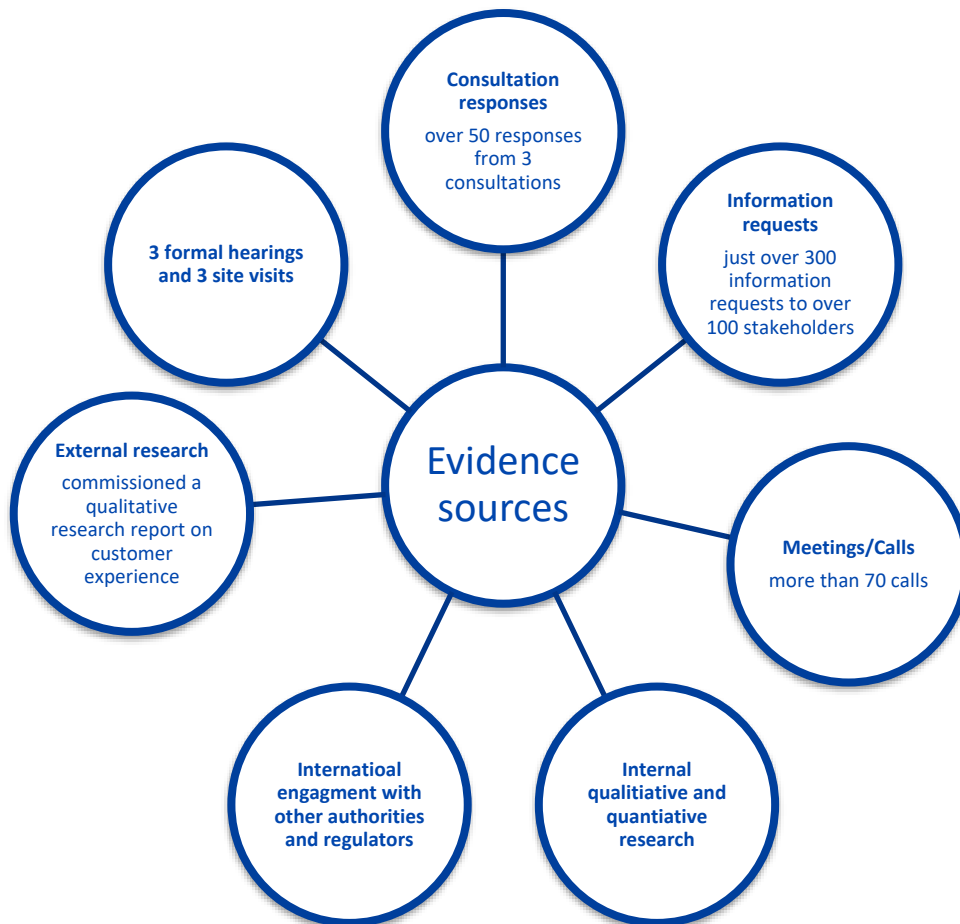 Consultation
responses
over 50 responses
from 3
consultations
Information
requests
just over 300
information
requests to over
100 stakeholders
3 formal hearings
and 3 site visits
Evidence
sources
External research
commissioned a
qualitative
research report on
customer
experience
Meetings/Calls
more than 70 calls
Internatioal
engagment with
other authorities
and regulators
Internal
qualitiative and
quantiative
research